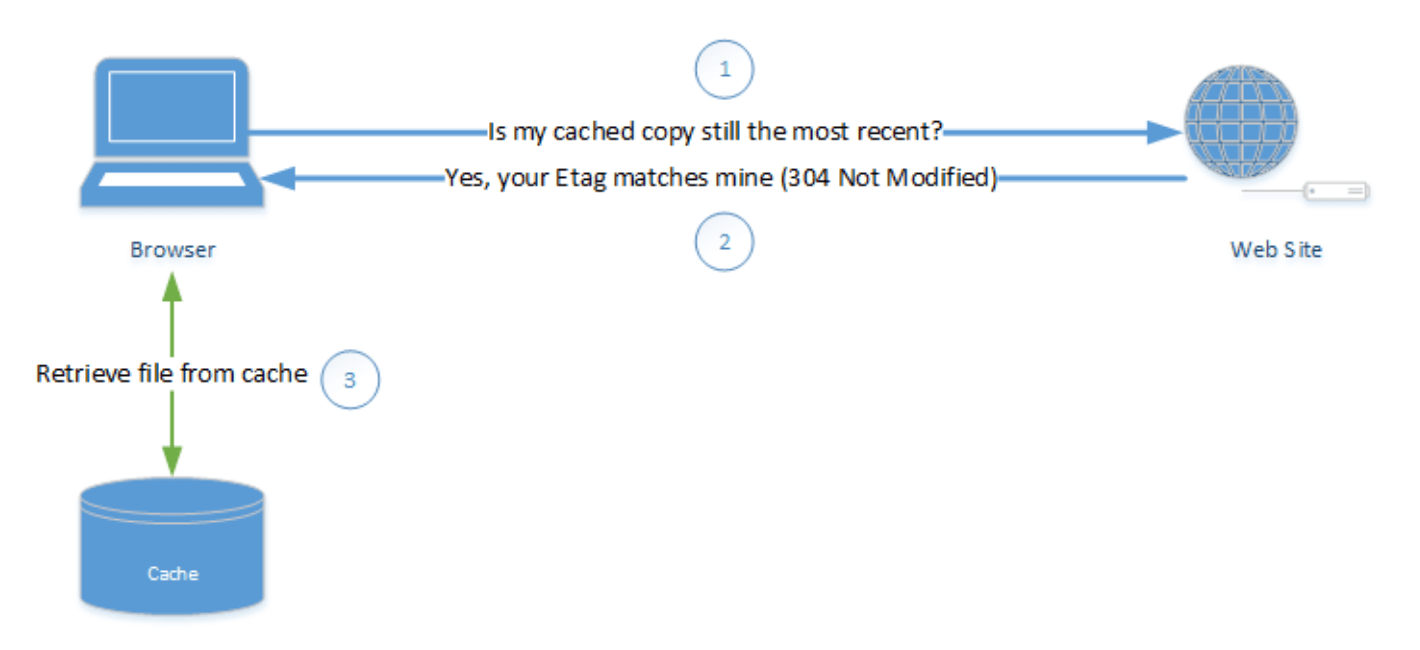 1
Is my cached copy still the most recent?
Yes, your Etag matches mine (304 Not Modified)
2
Browser
Web Site
Retrieve file from cache
3
Cache